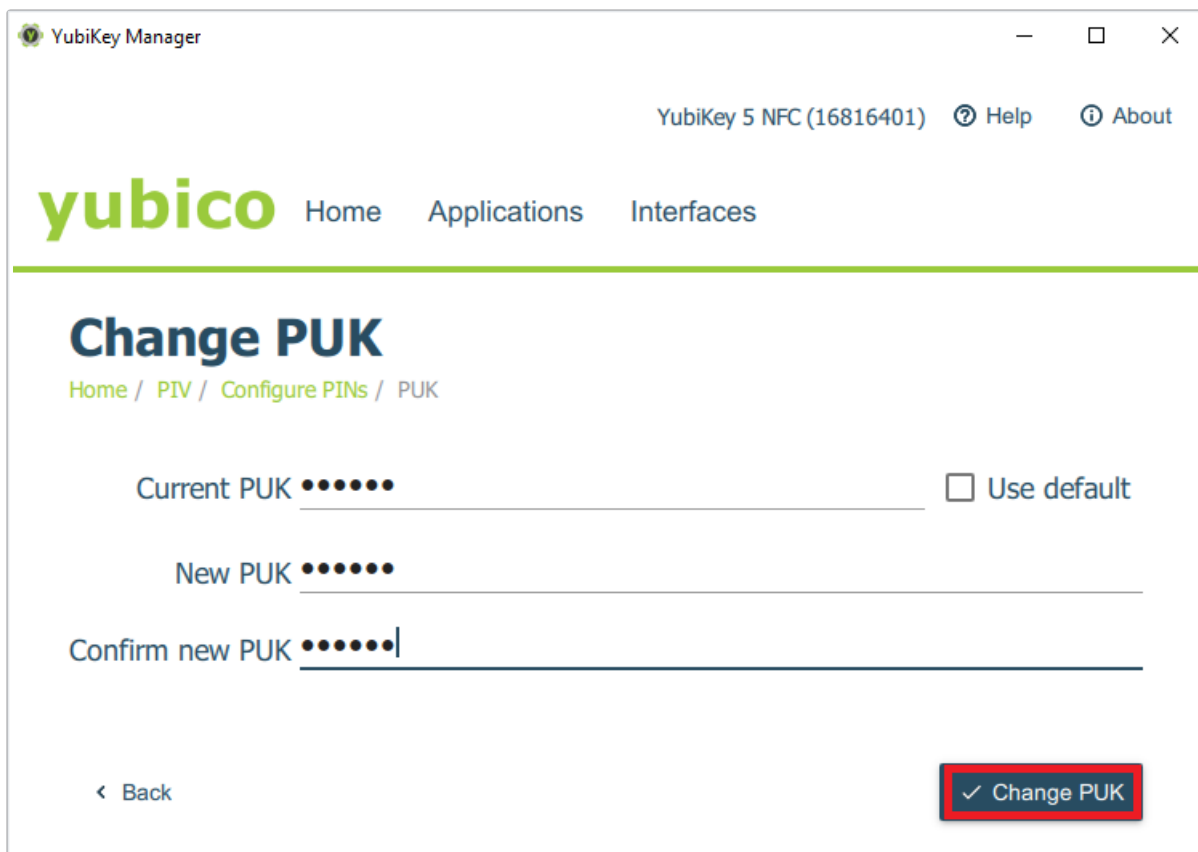 YubiKey Manager
YubiKey 5 NFC (16816401) Help About
yubico Home Applications Interfaces
Change PUK
Home / PIV / Configure PINs / PUK
Current PUK •••••• Use default
New PUK ••••••
Confirm new PUK ••••••
Back Change PUK